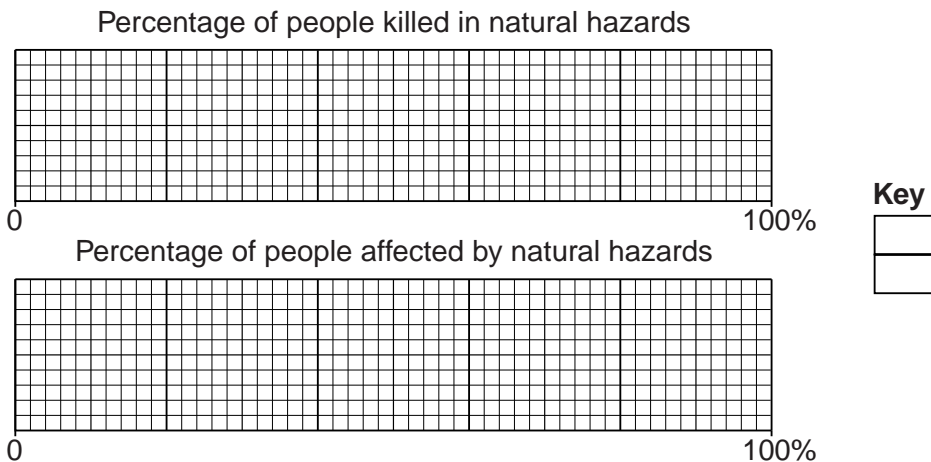 Percentage of people killed in natural hazards
0
100%
Key
Percentage of people affected by natural hazards
0
100%